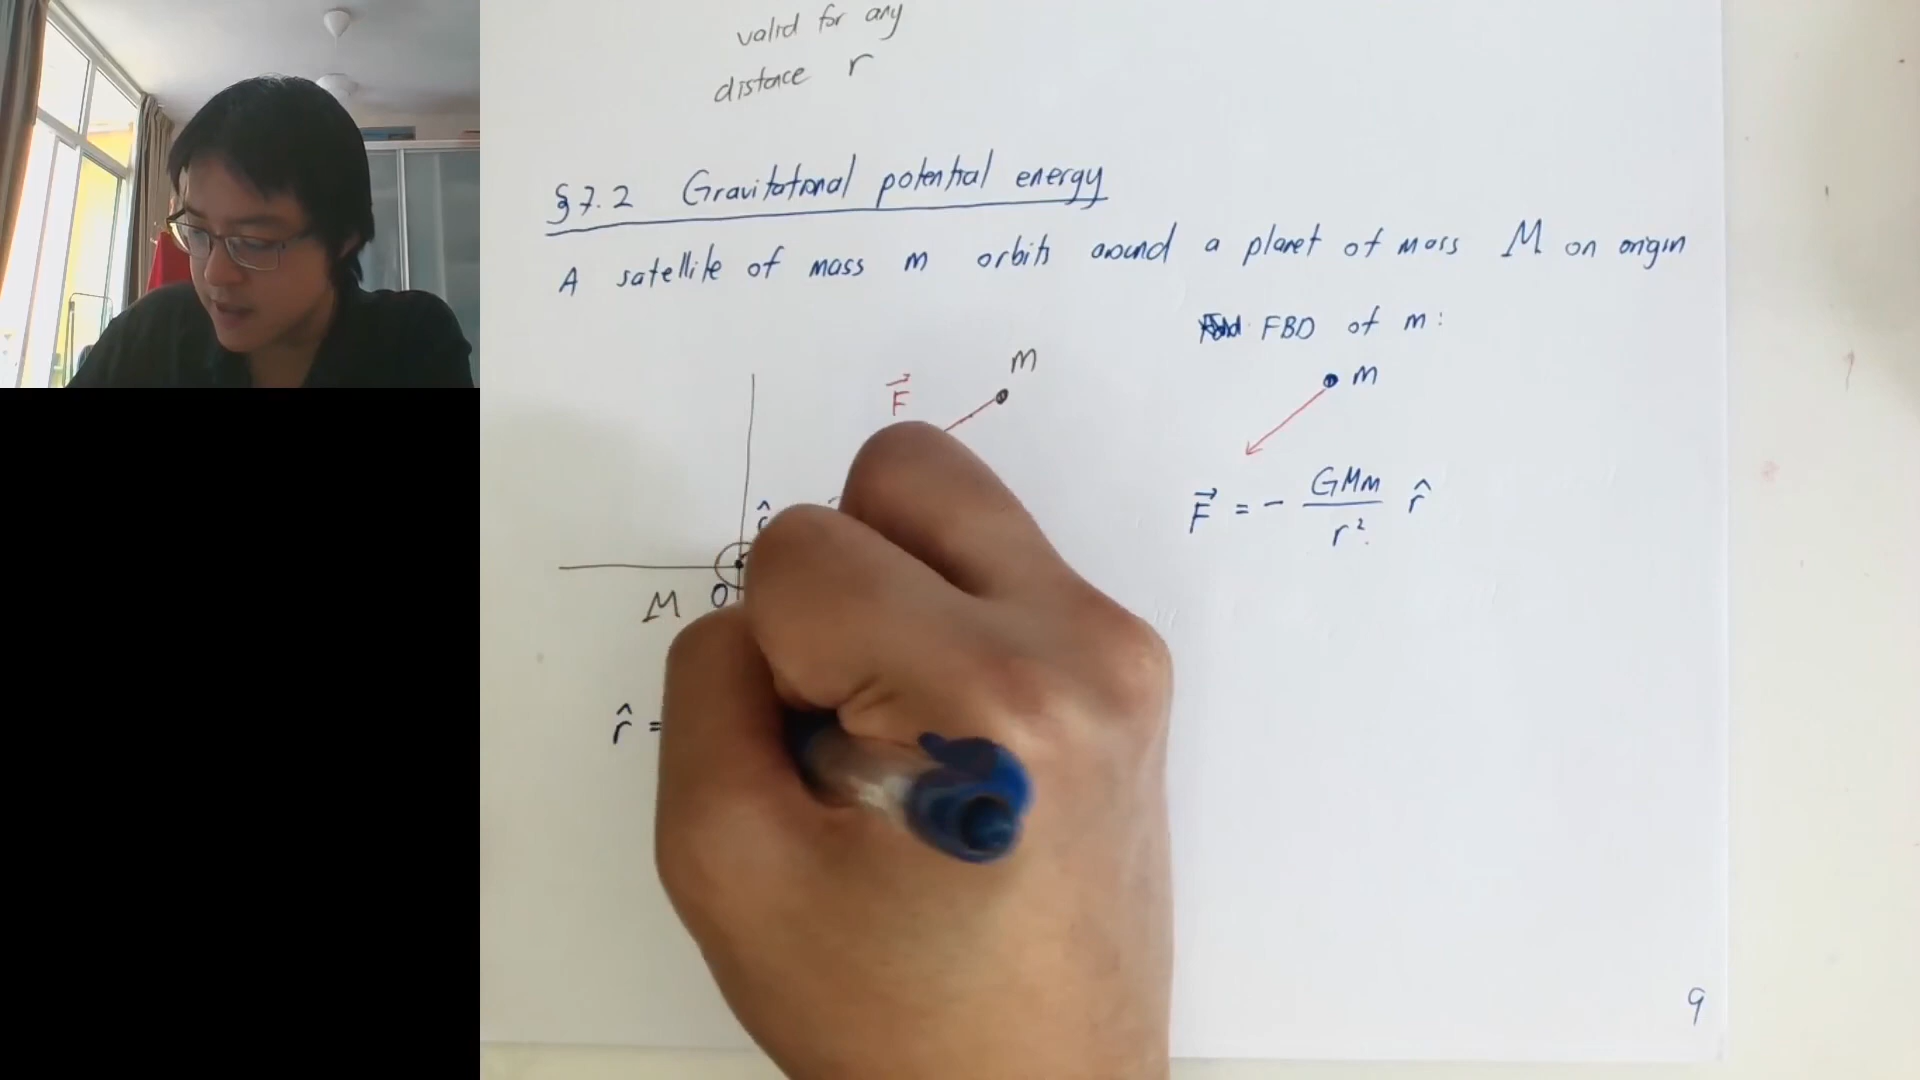 valid for any
distance r
§7.2 Gravitational potential energy
A satellite of mass m orbits around a planet of mass M on origin
FBD of m:
m
F⃗
m
F⃗ = - GMm/r² r̂
r̂
M O
r̂ =
9